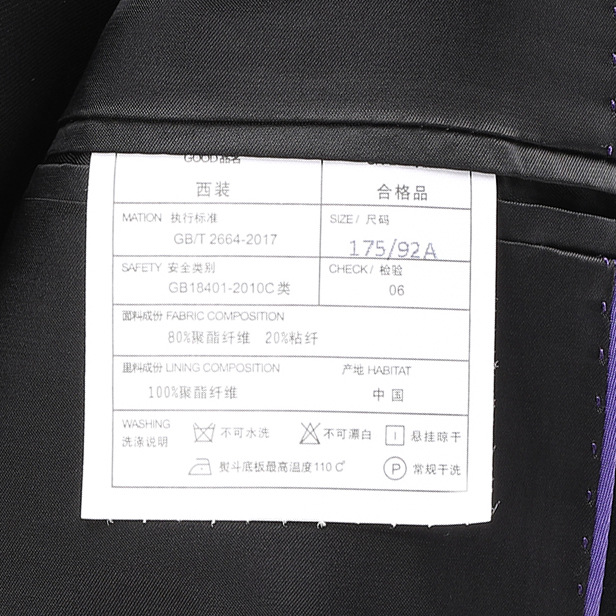 GOOD品名
西装
合格品
MATION 执行标准
GB/T 2664-2017
SIZE / 尺码
175/92A
SAFETY 安全类别
GB18401-2010C 类
CHECK / 检验
06
面料成份 FABRIC COMPOSITION
80%聚酯纤维 20%粘纤
里料成份 LINING COMPOSITION
100%聚酯纤维
产地 HABITAT
中国
WASHING
洗涤说明
不可水洗
不可漂白
悬挂晾干
熨斗底板最高温度110℃
P 常规干洗